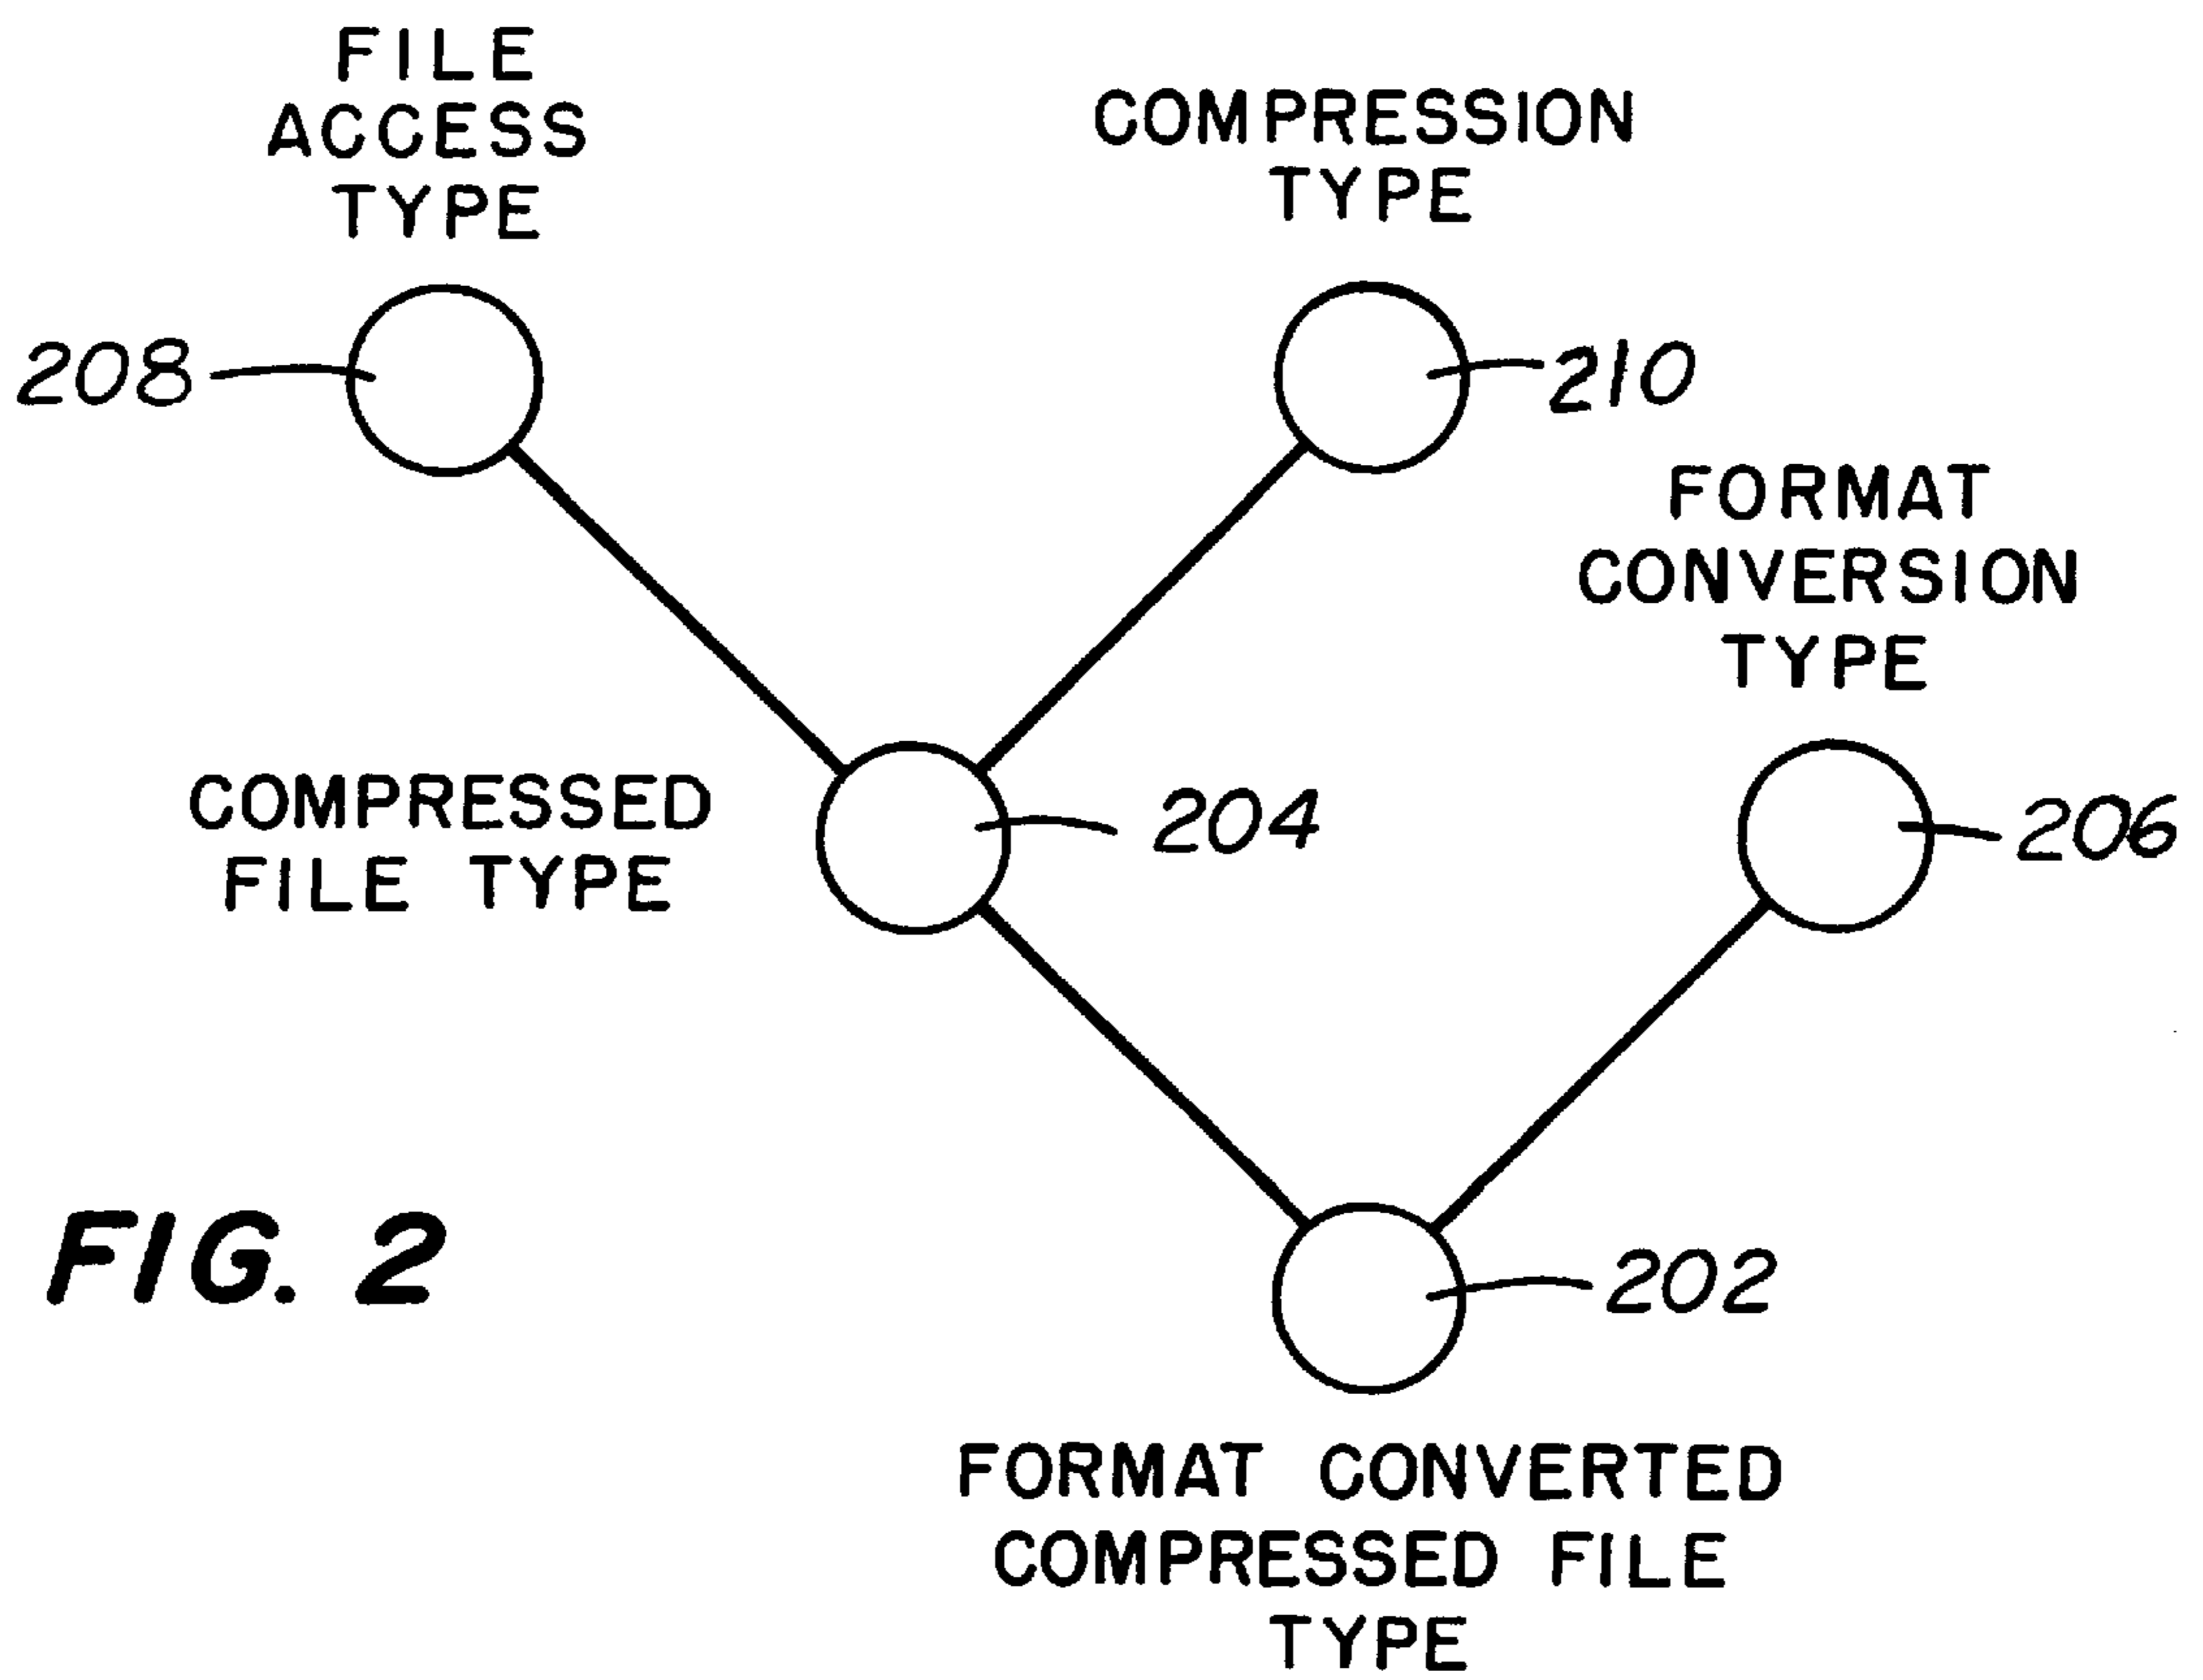 FILE
ACCESS
TYPE
COMPRESSION
TYPE
208
210
FORMAT
CONVERSION
TYPE
COMPRESSED
FILE TYPE
204
206
FIG. 2
202
FORMAT CONVERTED
COMPRESSED FILE
TYPE